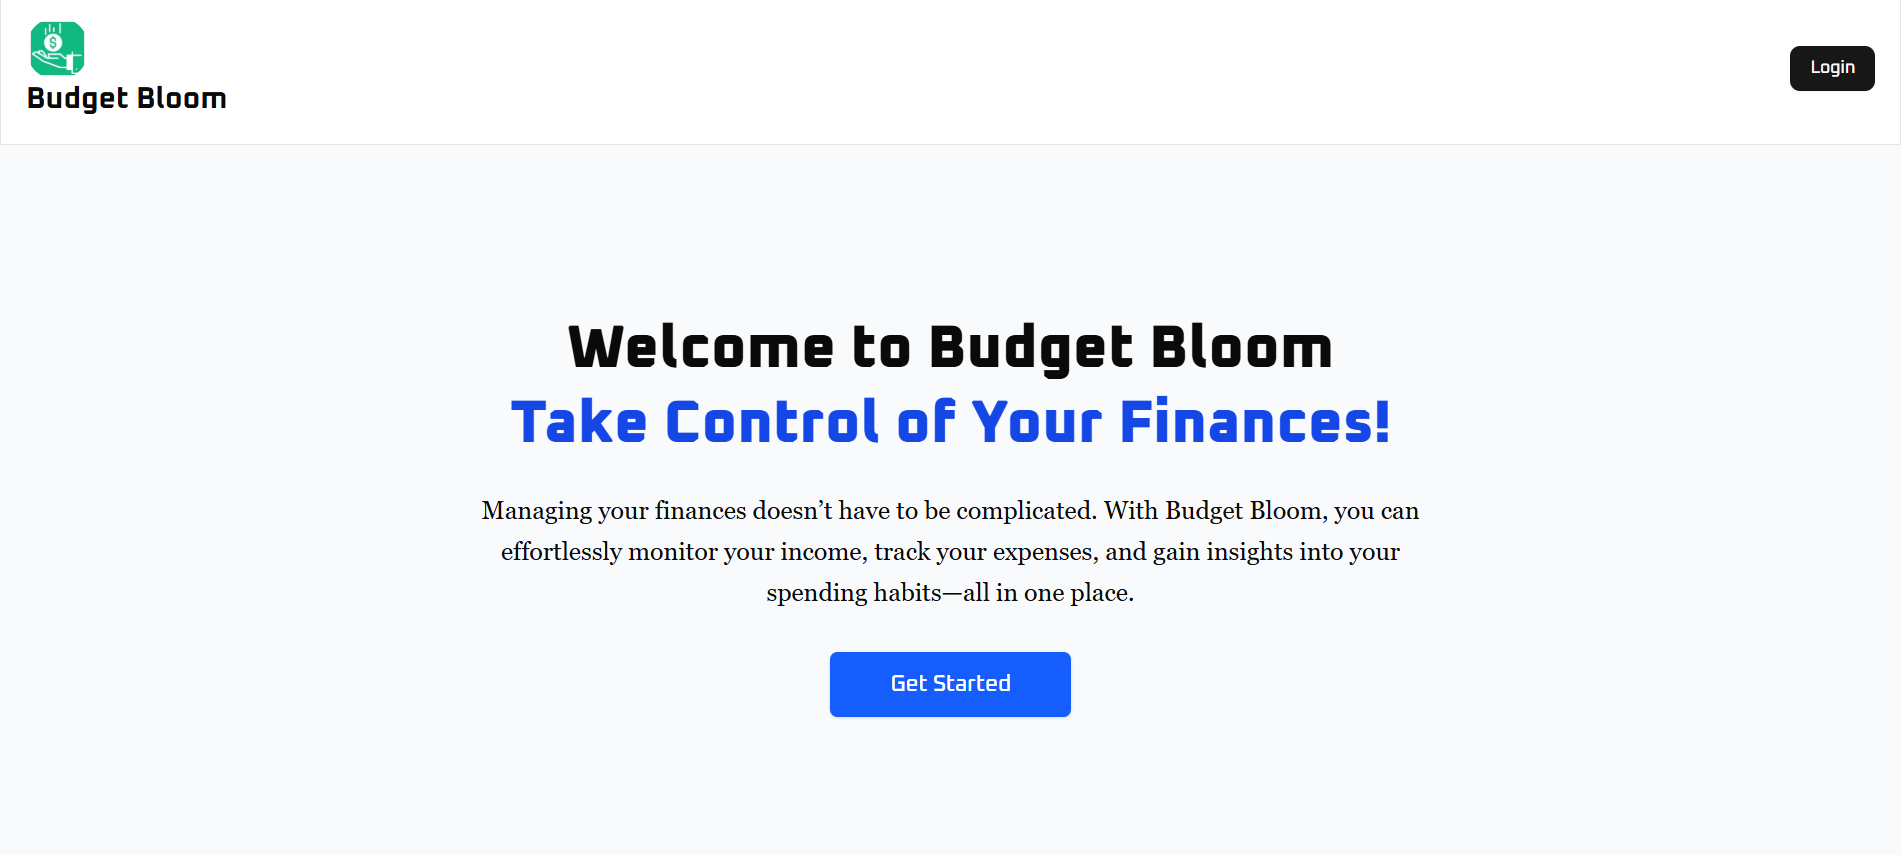 $
Budget Bloom
Login
Welcome to Budget Bloom
Take Control of Your Finances!
Managing your finances doesn’t have to be complicated. With Budget Bloom, you can
effortlessly monitor your income, track your expenses, and gain insights into your
spending habits—all in one place.
Get Started